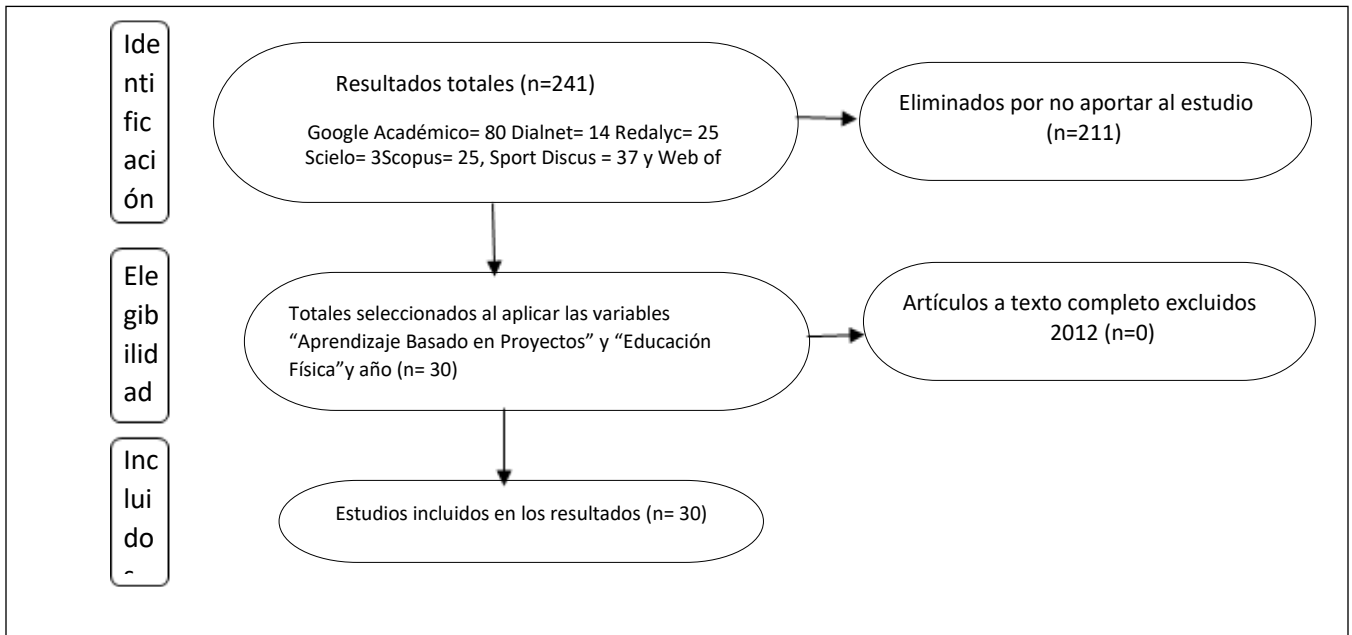 Ide
nti
fic
aci
ón
Resultados totales (n=241)
Google Académico= 80 Dialnet= 14 Redalyc= 25
Scielo= 3Scopus= 25, Sport Discus = 37 y Web of
Eliminados por no aportar al estudio
(n=211)
Ele
gib
ilid
ad
Totales seleccionados al aplicar las variables
“Aprendizaje Basado en Proyectos” y “Educación
Física”y año (n= 30)
Artículos a texto completo excluidos
2012 (n=0)
Inc
lui
do
Estudios incluidos en los resultados (n= 30)